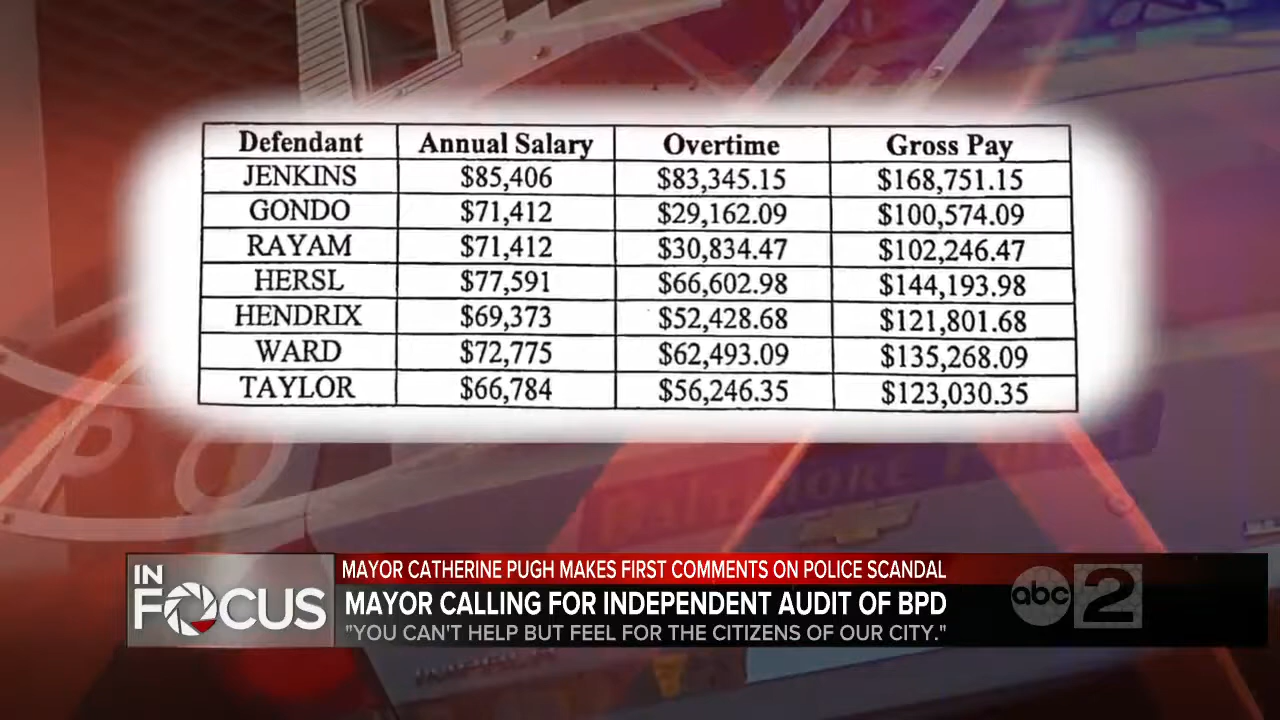 Defendant Annual Salary Overtime Gross Pay
JENKINS $85,406 $83,345.15 $168,751.15
GONDO $71,412 $29,162.09 $100,574.09
RAYAM $71,412 $30,834.47 $102,246.47
HERSL $77,591 $66,602.98 $144,193.98
HENDRIX $69,373 $52,428.68 $121,801.68
WARD $72,775 $62,493.09 $135,268.09
TAYLOR $66,784 $56,246.35 $123,030.35
PO
Baltimore Police
IN FOCUS
MAYOR CATHERINE PUGH MAKES FIRST COMMENTS ON POLICE SCANDAL
MAYOR CALLING FOR INDEPENDENT AUDIT OF BPD
"YOU CAN'T HELP BUT FEEL FOR THE CITIZENS OF OUR CITY."
abc 2